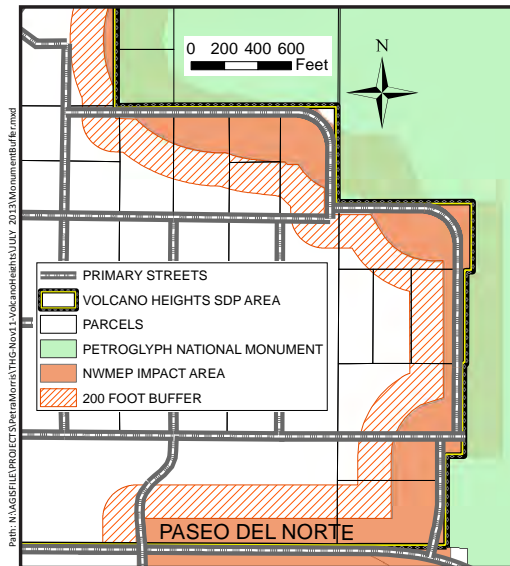 0 200 400 600
Feet
N
PRIMARY STREETS
VOLCANO HEIGHTS SDP AREA
PARCELS
PETROGLYPH NATIONAL MONUMENT
NWMEP IMPACT AREA
200 FOOT BUFFER
PASEO DEL NORTE
Path: N:\AGISFILE\PROJECTS\PetraMorris\THG-Nov11-VolcanoHeights\JULY_2013\MonumentBuffer.mxd